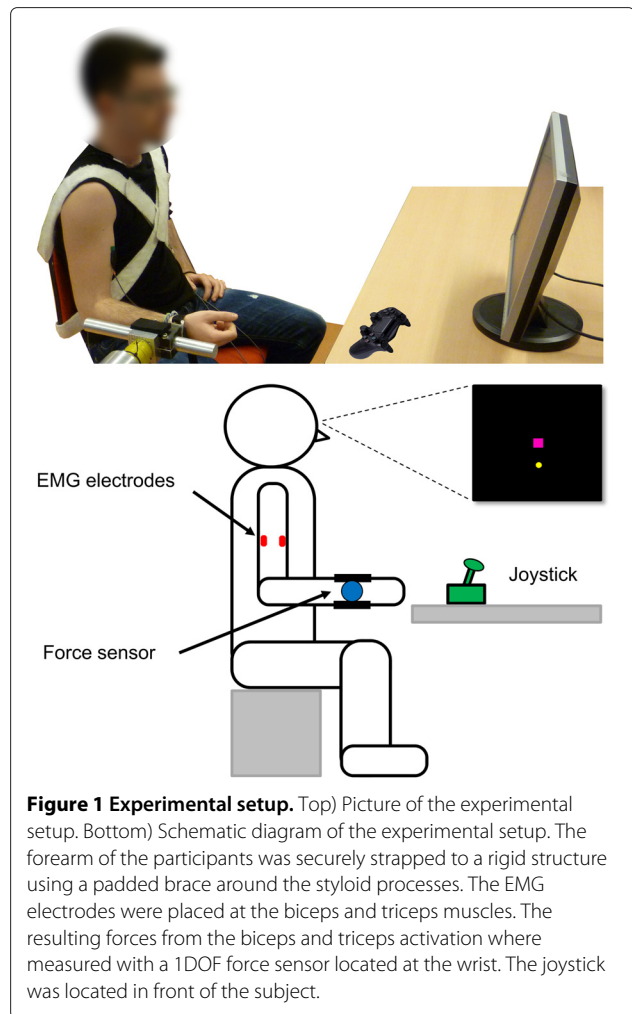 EMG electrodes
Joystick
Force sensor
Figure 1 Experimental setup. Top) Picture of the experimental
setup. Bottom) Schematic diagram of the experimental setup. The
forearm of the participants was securely strapped to a rigid structure
using a padded brace around the styloid processes. The EMG
electrodes were placed at the biceps and triceps muscles. The
resulting forces from the biceps and triceps activation where
measured with a 1DOF force sensor located at the wrist. The joystick
was located in front of the subject.